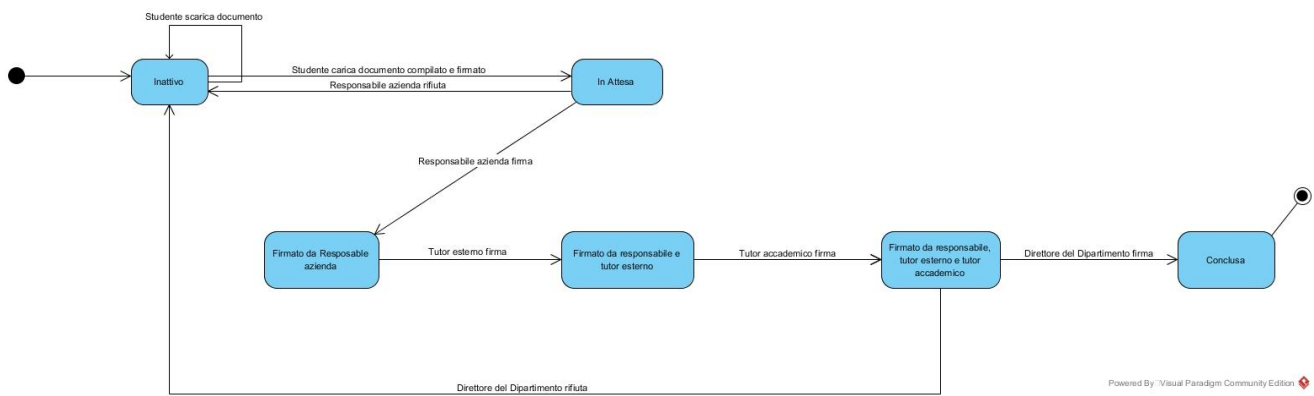 Studente scarica documento
Inattivo
Studente carica documento compilato e firmato
In Attesa
Responsabile azienda rifiuta
Responsabile azienda firma
Firmato da Resposable
azienda
Tutor esterno firma
Firmato da responsabile e
tutor esterno
Tutor accademico firma
Firmato da responsabile,
tutor esterno e tutor
accademico
Direttore del Dipartimento firma
Conclusa
Direttore del Dipartimento rifiuta
Powered By Visual Paradigm Community Edition